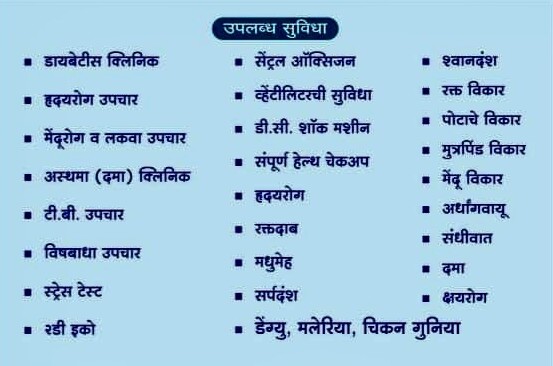 उपलब्ध सुविधा
डायबेटीस क्लिनिक
हृदयरोग उपचार
मेंदूरोग व लकवा उपचार
अस्थमा (दमा) क्लिनिक
टी.बी. उपचार
विषबाधा उपचार
स्ट्रेस टेस्ट
२डी इको
सेंट्रल ऑक्सिजन
व्हेंटीलिटरची सुविधा
डी.सी. शॉक मशीन
संपूर्ण हेल्थ चेकअप
हृदयरोग
रक्तदाब
मधुमेह
सर्पदंश
डेंग्यु, मलेरिया, चिकन गुनिया
श्वानदंश
रक्त विकार
पोटाचे विकार
मुत्रपिंड विकार
मेंदू विकार
अर्धांगवायू
संधीवात
दमा
क्षयरोग